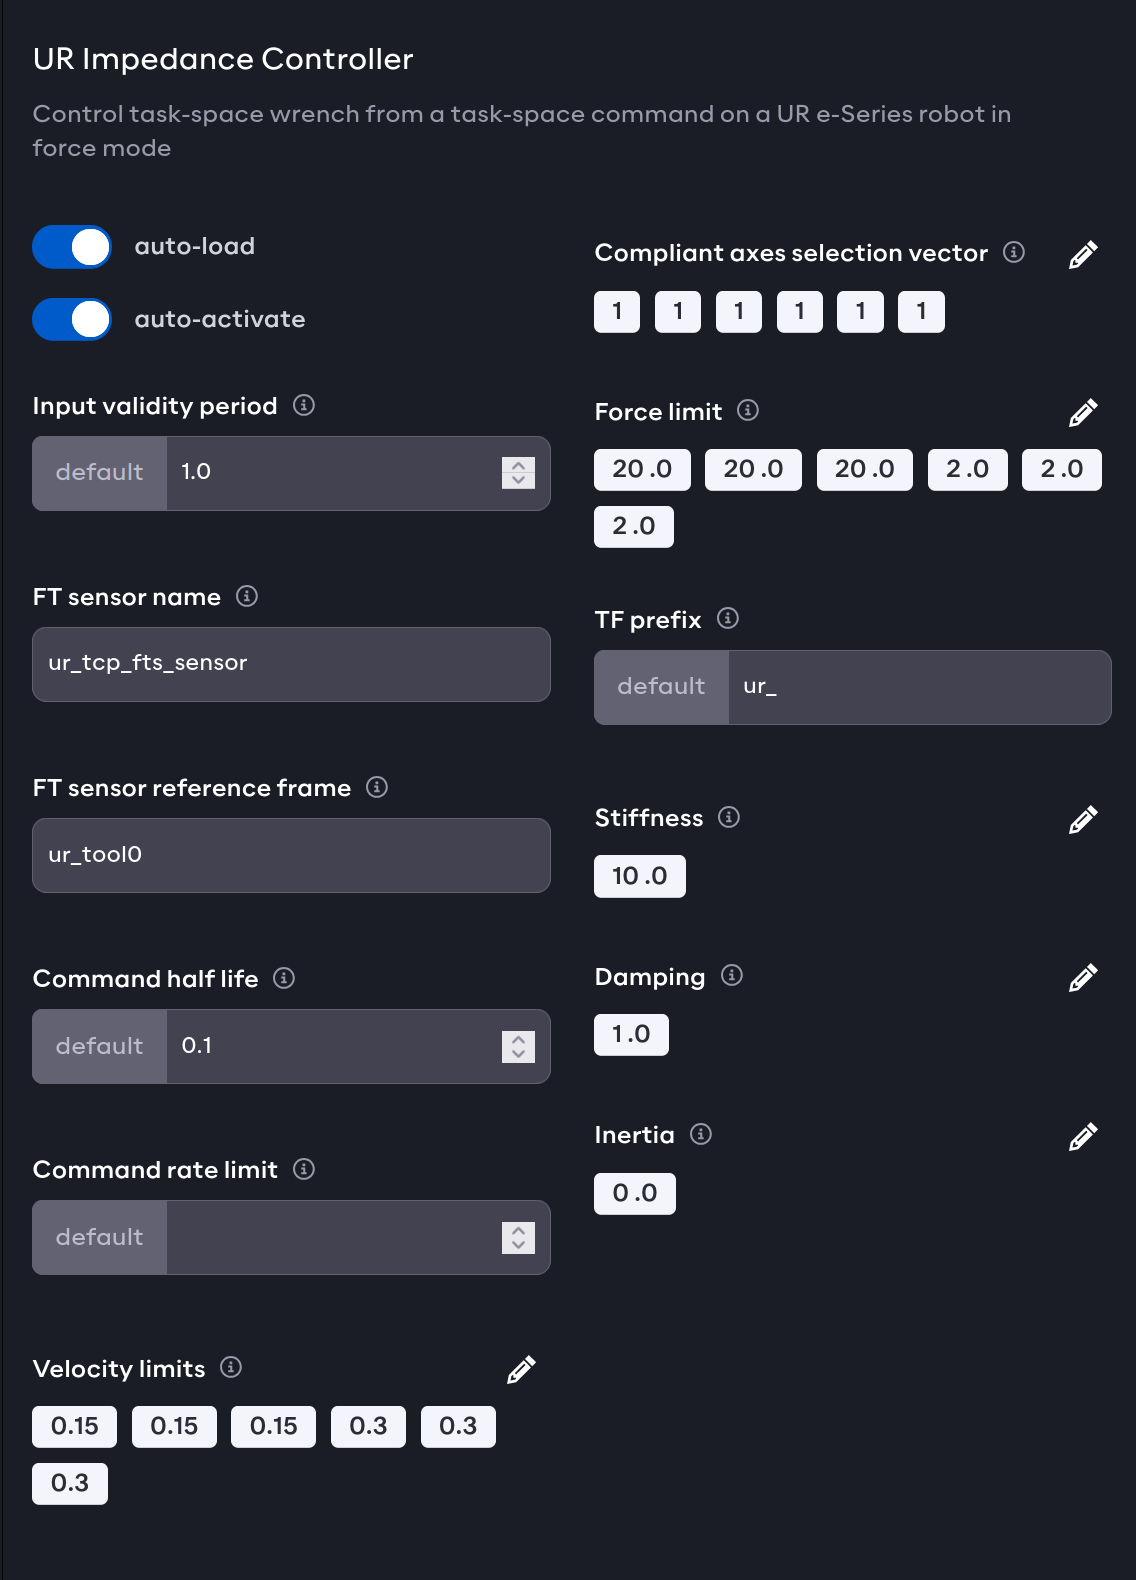 UR Impedance Controller
Control task-space wrench from a task-space command on a UR e-Series robot in
force mode
auto-load
auto-activate
Input validity period
default 1.0
FT sensor name
ur_tcp_fts_sensor
FT sensor reference frame
ur_tool0
Command half life
default 0.1
Command rate limit
default
Velocity limits
0.15 0.15 0.15 0.3 0.3
0.3
Compliant axes selection vector
1 1 1 1 1 1
Force limit
20.0 20.0 20.0 2.0 2.0
2.0
TF prefix
default ur_
Stiffness
10.0
Damping
1.0
Inertia
0.0